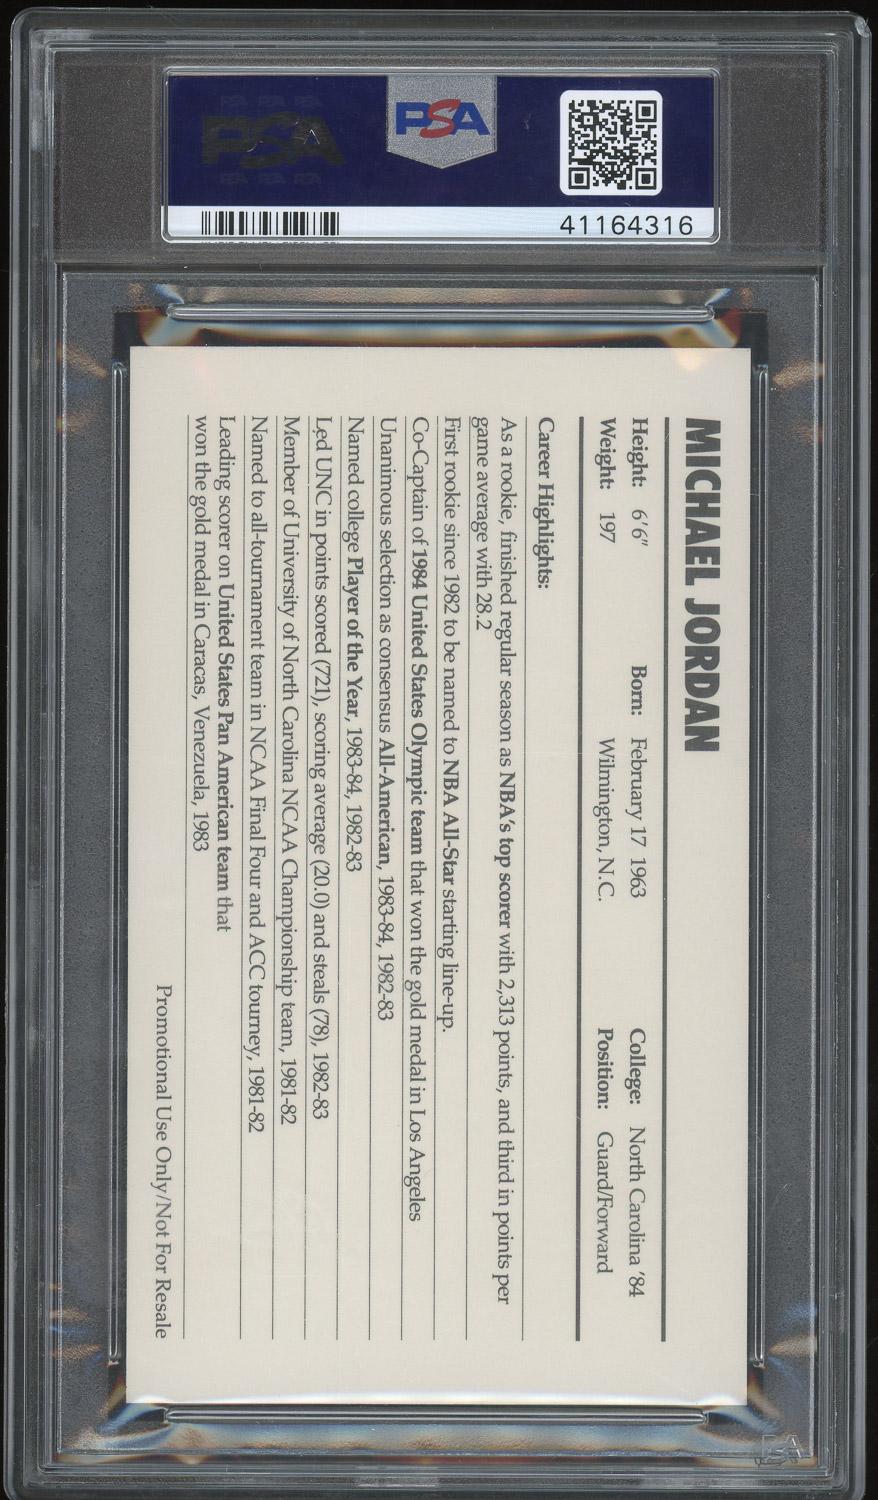 PSA
PSA
41164316
MICHAEL JORDAN
Height: 6'6" Born: February 17 1963 College: North Carolina '84
Weight: 197 Wilmington, N.C. Position: Guard/Forward
Career Highlights:
As a rookie, finished regular season as NBA's top scorer with 2,313 points, and third in points per
game average with 28.2
First rookie since 1982 to be named to NBA All-Star starting line-up.
Co-Captain of 1984 United States Olympic team that won the gold medal in Los Angeles
Unanimous selection as consensus All-American, 1983-84, 1982-83
Named college Player of the Year, 1983-84, 1982-83
Led UNC in points scored (721), scoring average (20.0) and steals (78), 1982-83
Member of University of North Carolina NCAA Championship team, 1981-82
Named to all-tournament team in NCAA Final Four and ACC tourney, 1981-82
Leading scorer on United States Pan American team that
won the gold medal in Caracas, Venezuela, 1983
Promotional Use Only/Not For Resale
PSA